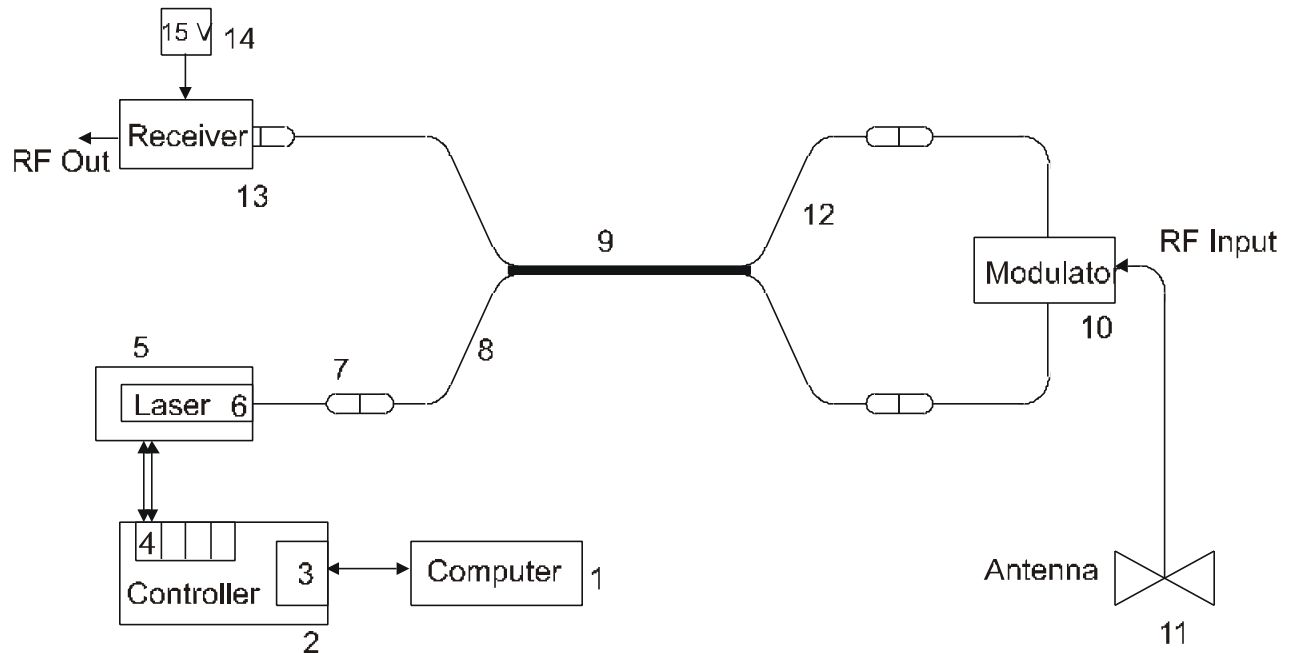 15 V
14
Receiver
RF Out
13
12
9
RF Input
Modulato
10
5
7
8
Laser
6
4
3
Controller
Computer
1
2
Antenna
11